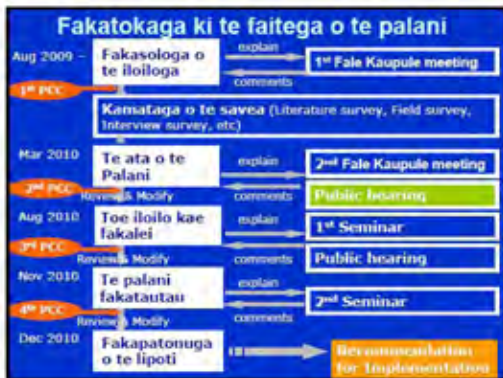 Fakatokaga ki te faitega o te palani
Aug 2009 –
Fakasologa o
te iloiloga
explain
comments
1st Fale Kaupule meeting
1st PCC
Kamataga o te savea (Literature survey, Field survey,
Interview survey, etc)
Mar 2010
Te ata o te
Palani
explain
comments
2nd Fale Kaupule meeting
2nd PCC
Review & Modify
Public hearing
Aug 2010
Toe iloilo kae
fakalei
explain
comments
1st Seminar
3rd PCC
Review & Modify
Public hearing
Nov 2010
Te palani
fakatautau
explain
comments
2nd Seminar
4th PCC
Review & Modify
Dec 2010
Fakapatonuga
o te lipoti
Recommendation
for Implementation